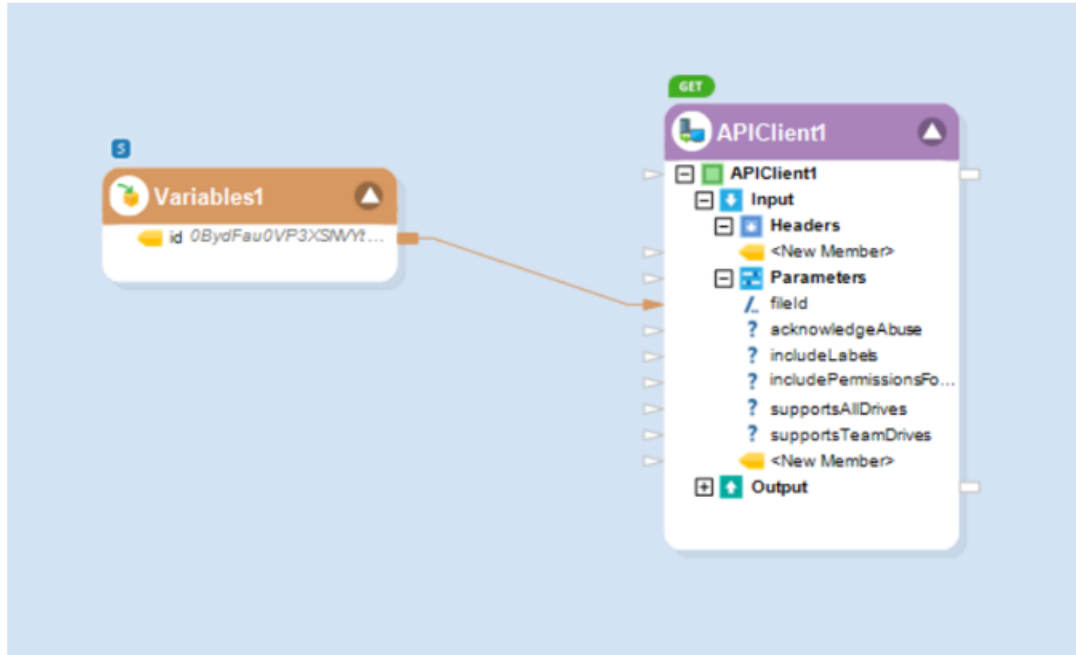 GET
APIClient1
S
Variables1
id 0BydFau0VP3XSNVYt...
APIClient1
Input
Headers
<New Member>
Parameters
fileId
acknowledgeAbuse
includeLabels
includePermissionsFo...
supportsAllDrives
supportsTeamDrives
<New Member>
Output